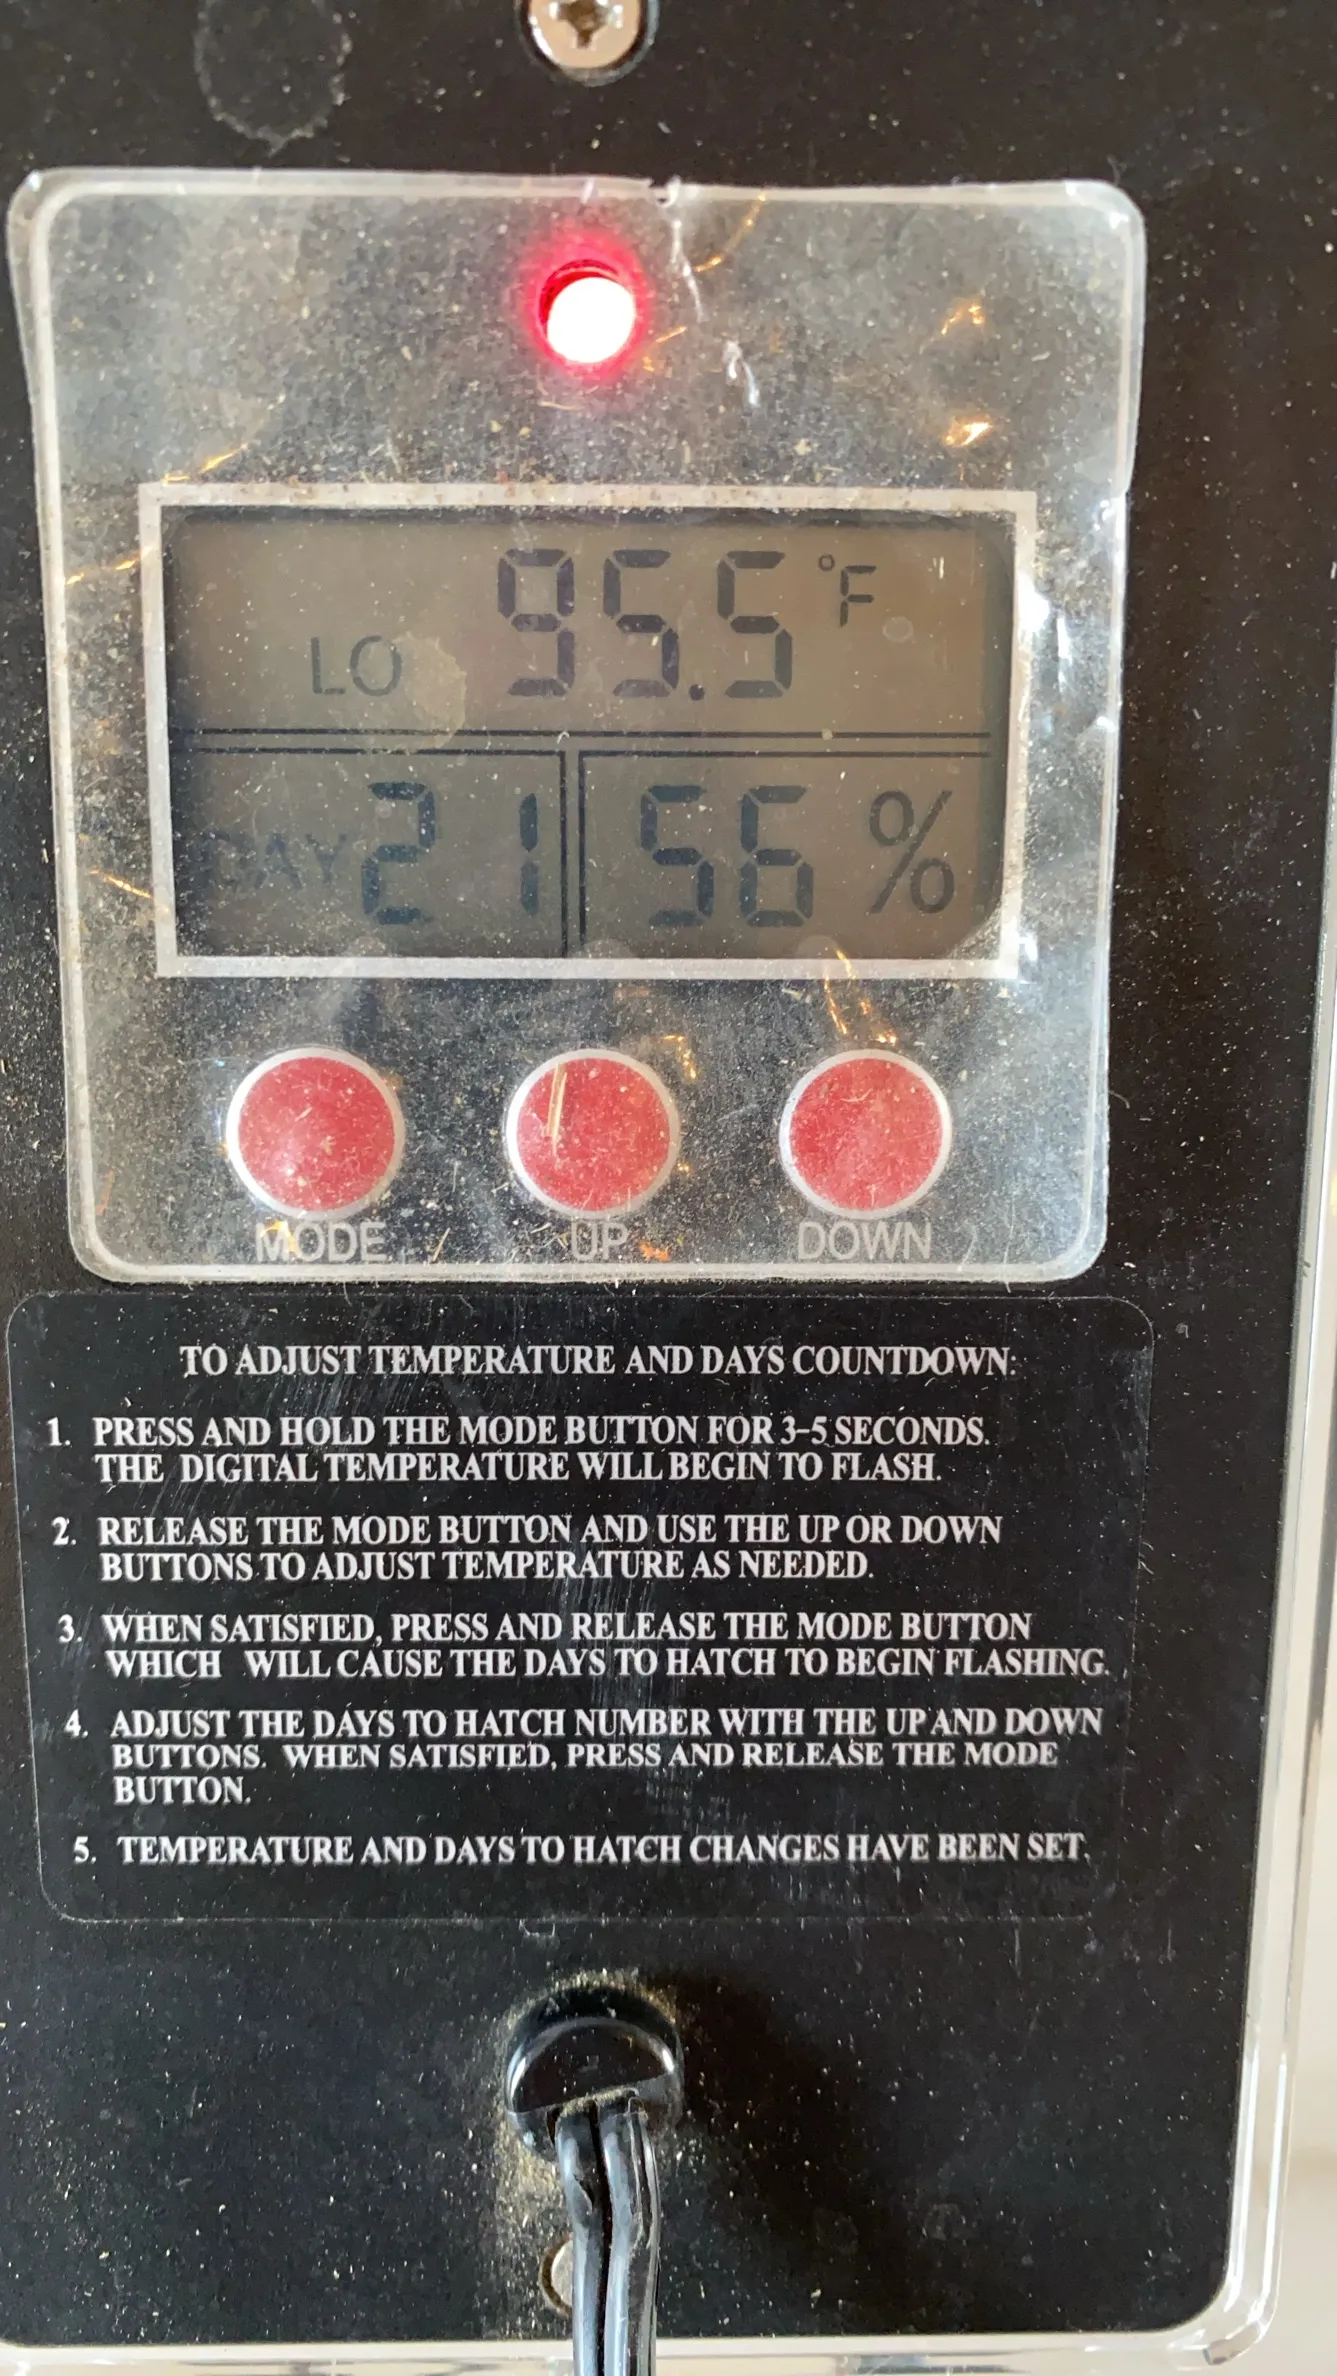 95.5 °F
LO
DAY 21 56 %
MODE UP DOWN
TO ADJUST TEMPERATURE AND DAYS COUNTDOWN:
1. PRESS AND HOLD THE MODE BUTTON FOR 3-5 SECONDS.
THE DIGITAL TEMPERATURE WILL BEGIN TO FLASH.
2. RELEASE THE MODE BUTTON AND USE THE UP OR DOWN
BUTTONS TO ADJUST TEMPERATURE AS NEEDED.
3. WHEN SATISFIED, PRESS AND RELEASE THE MODE BUTTON
WHICH WILL CAUSE THE DAYS TO HATCH TO BEGIN FLASHING.
4. ADJUST THE DAYS TO HATCH NUMBER WITH THE UP AND DOWN
BUTTONS. WHEN SATISFIED, PRESS AND RELEASE THE MODE
BUTTON.
5. TEMPERATURE AND DAYS TO HATCH CHANGES HAVE BEEN SET.